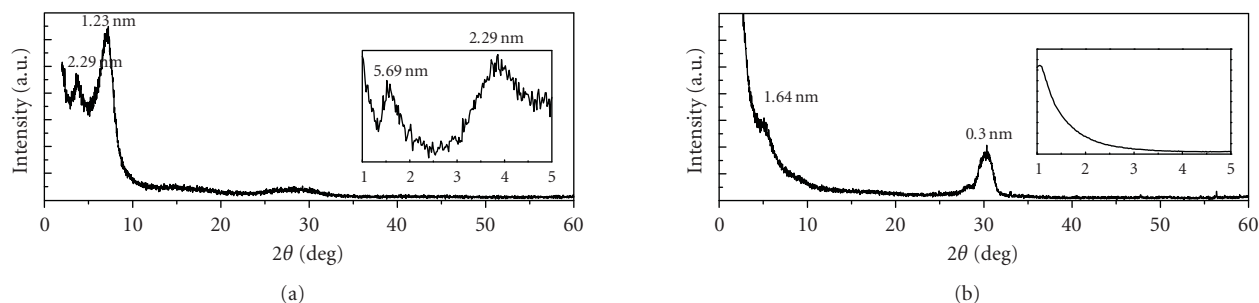 Intensity (a.u.)
1.23 nm
2.29 nm
5.69 nm
2.29 nm
1 2 3 4 5
0 10 20 30 40 50 60
2θ (deg)
(a)
Intensity (a.u.)
1.64 nm
0.3 nm
1 2 3 4 5
0 10 20 30 40 50 60
2θ (deg)
(b)